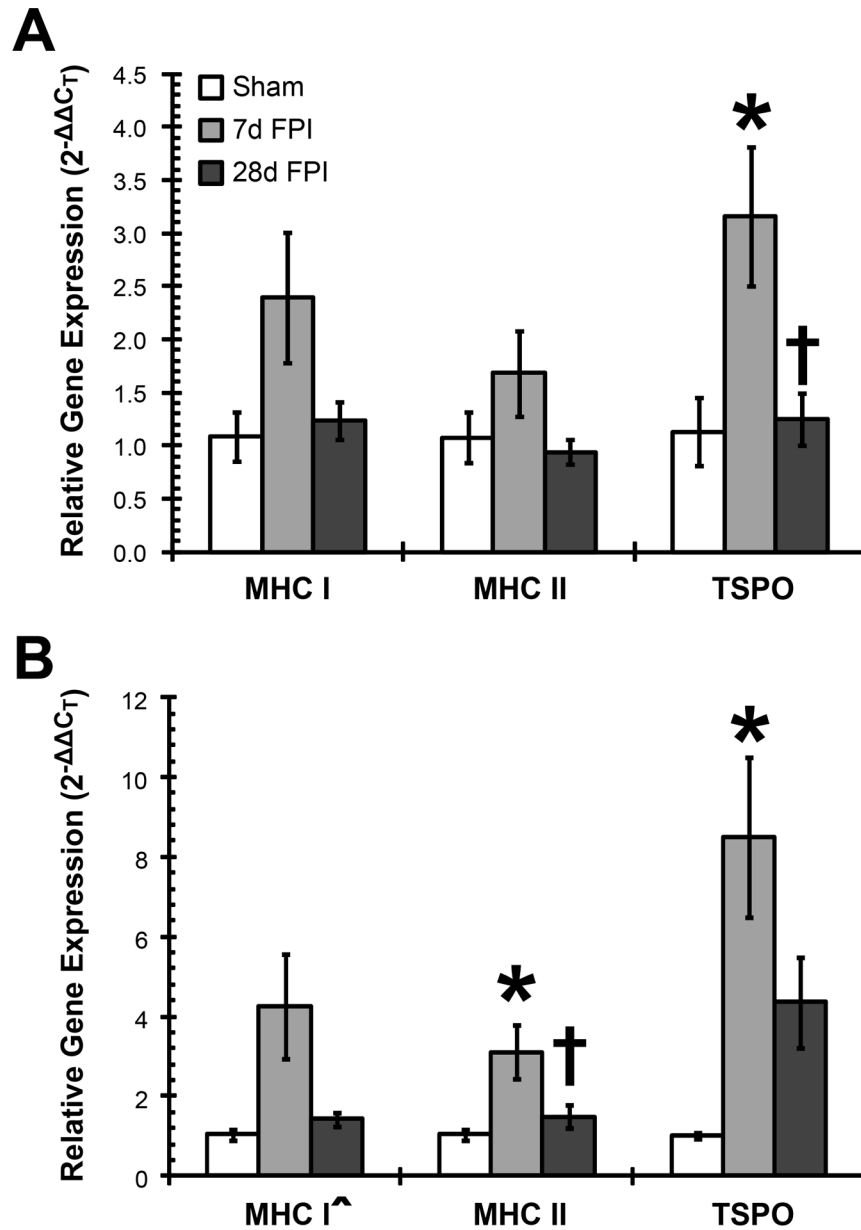 A
Relative Gene Expression (2-ΔΔCT)
4.5
4.0
3.5
3.0
2.5
2.0
1.5
1.0
0.5
0.0
Sham
7d FPI
28d FPI
*
†
MHC I
MHC II
TSPO
B
Relative Gene Expression (2-ΔΔCT)
12
10
8
6
4
2
0
*
*
†
MHC I^
MHC II
TSPO